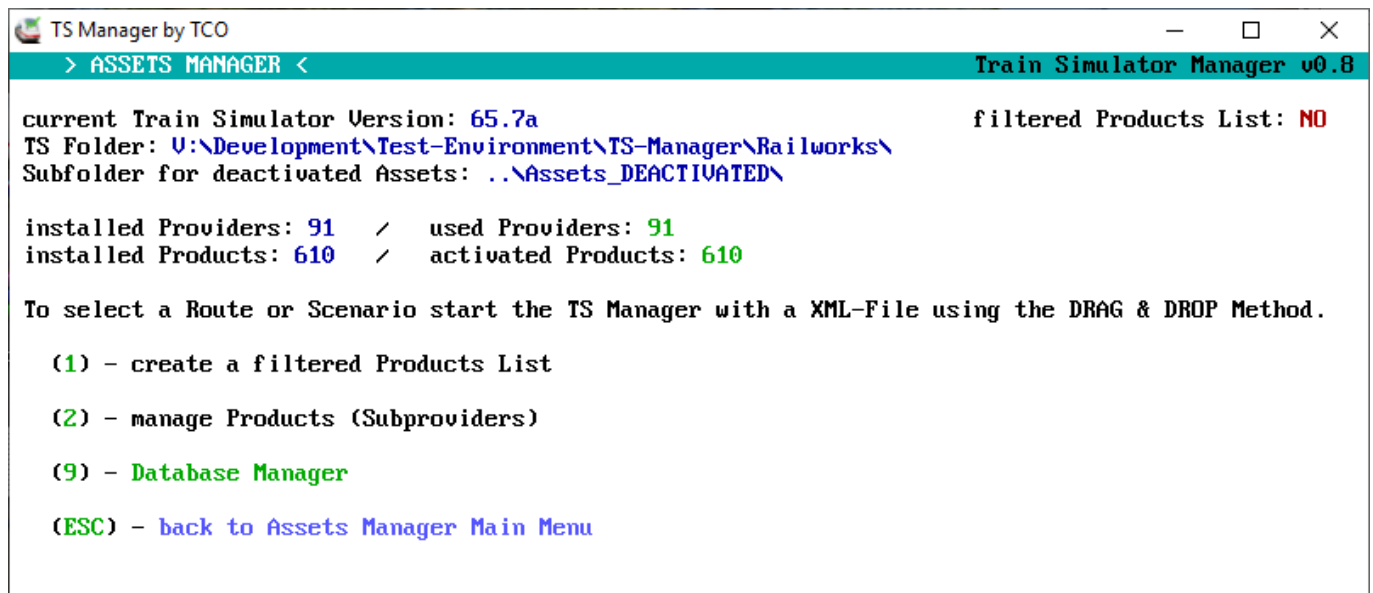 TS Manager by TCO
> ASSETS MANAGER < Train Simulator Manager v0.8
current Train Simulator Version: 65.7a filtered Products List: NO
TS Folder: V:\Development\Test-Environment\TS-Manager\Railworks\
Subfolder for deactivated Assets: ..\Assets_DEACTIVATED\
installed Providers: 91 / used Providers: 91
installed Products: 610 / activated Products: 610
To select a Route or Scenario start the TS Manager with a XML-File using the DRAG & DROP Method.
(1) - create a filtered Products List
(2) - manage Products (Subproviders)
(9) - Database Manager
(ESC) - back to Assets Manager Main Menu